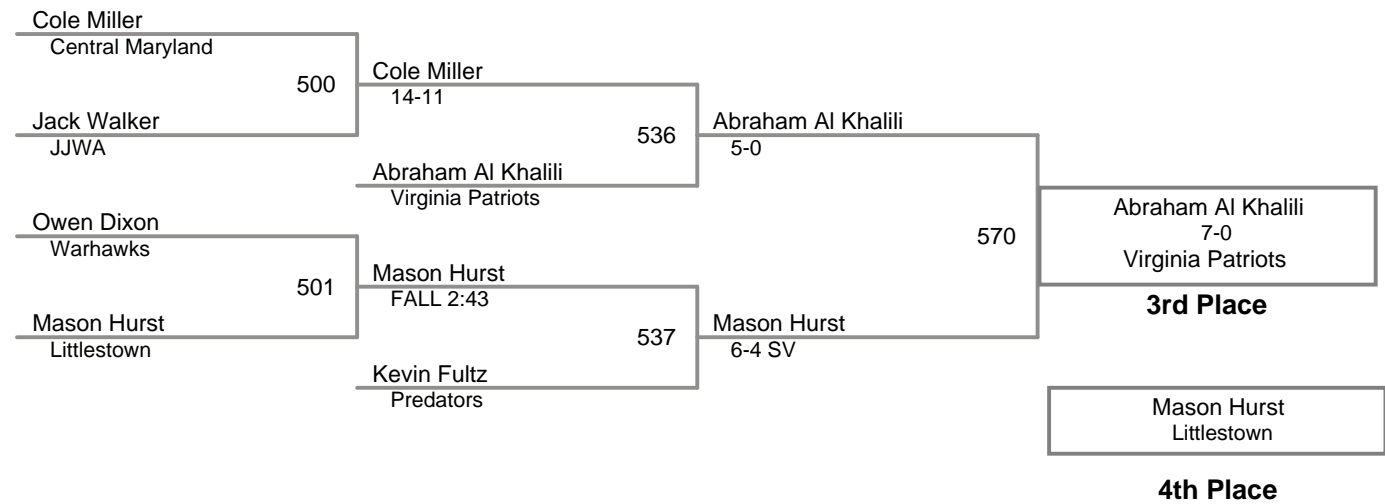 Cole Miller
Central Maryland
500
Cole Miller
14-11
Jack Walker
JJWA
536
Abraham Al Khalili
5-0
Abraham Al Khalili
Virginia Patriots
Owen Dixon
Warhawks
501
Mason Hurst
FALL 2:43
Mason Hurst
Littlestown
537
Mason Hurst
6-4 SV
Kevin Fultz
Predators
570
Abraham Al Khalili
7-0
Virginia Patriots
3rd Place
Mason Hurst
Littlestown
4th Place